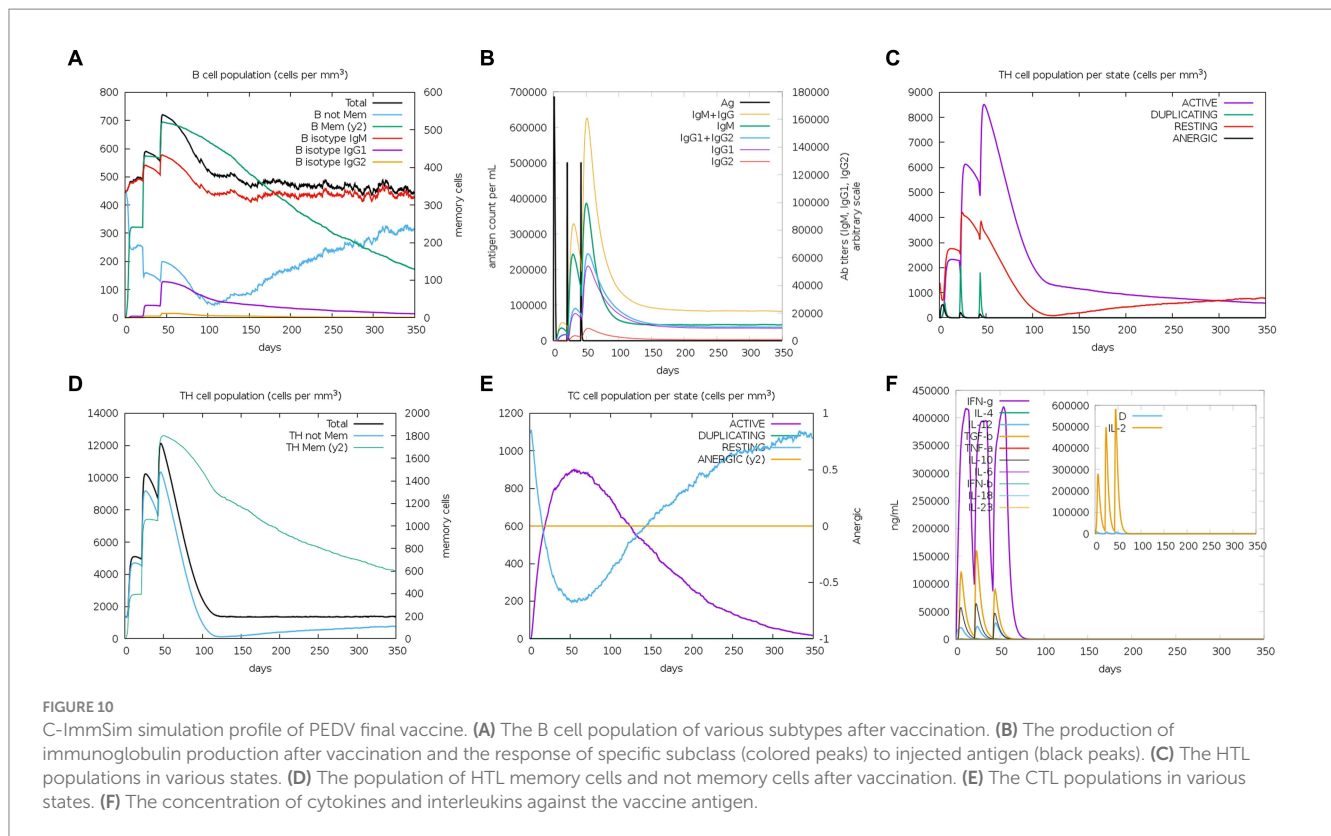 A
B cell population (cells per mm³)
800
700
600
500
400
300
200
100
0
600
500
400
300
200
100
0
memory cells
Total
B not Mem
B Mem (y2)
B isotype IgM
B isotype IgG1
B isotype IgG2
0 50 100 150 200 250 300 350
days
B
700000
600000
500000
400000
300000
200000
100000
0
antigen count per mL
180000
160000
140000
120000
100000
80000
60000
40000
20000
0
Ab titers (IgM, IgG1, IgG2)
arbitrary scale
Ag
IgM+IgG
IgM
IgG1+IgG2
IgG1
IgG2
0 50 100 150 200 250 300 350
days
C
TH cell population per state (cells per mm³)
9000
8000
7000
6000
5000
4000
3000
2000
1000
0
ACTIVE
DUPLICATING
RESTING
ANERGIC
0 50 100 150 200 250 300 350
days
D
TH cell population (cells per mm³)
14000
12000
10000
8000
6000
4000
2000
0
2000
1800
1600
1400
1200
1000
800
600
400
200
0
memory cells
Total
TH not Mem
TH Mem (y2)
0 50 100 150 200 250 300 350
days
E
TC cell population per state (cells per mm³)
1200
1000
800
600
400
200
0
1
0.5
0
-0.5
-1
Anergic
ACTIVE
DUPLICATING
RESTING
ANERGIC (y2)
0 50 100 150 200 250 300 350
days
F
450000
400000
350000
300000
250000
200000
150000
100000
50000
0
ng/mL
IFN-g
IL-4
IL-12
TGF-b
TNF-a
IL-10
IL-6
IFN-b
IL-18
IL-23
600000
500000
400000
300000
200000
100000
0
D
IL-2
0 50 100 150 200 250 300 350
0 50 100 150 200 250 300 350
days
FIGURE 10
C-ImmSim simulation profile of PEDV final vaccine. (A) The B cell population of various subtypes after vaccination. (B) The production of
immunoglobulin production after vaccination and the response of specific subclass (colored peaks) to injected antigen (black peaks). (C) The HTL
populations in various states. (D) The population of HTL memory cells and not memory cells after vaccination. (E) The CTL populations in various
states. (F) The concentration of cytokines and interleukins against the vaccine antigen.